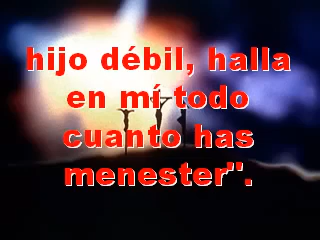 hijo débil, halla
en mí todo
cuanto has
menester".